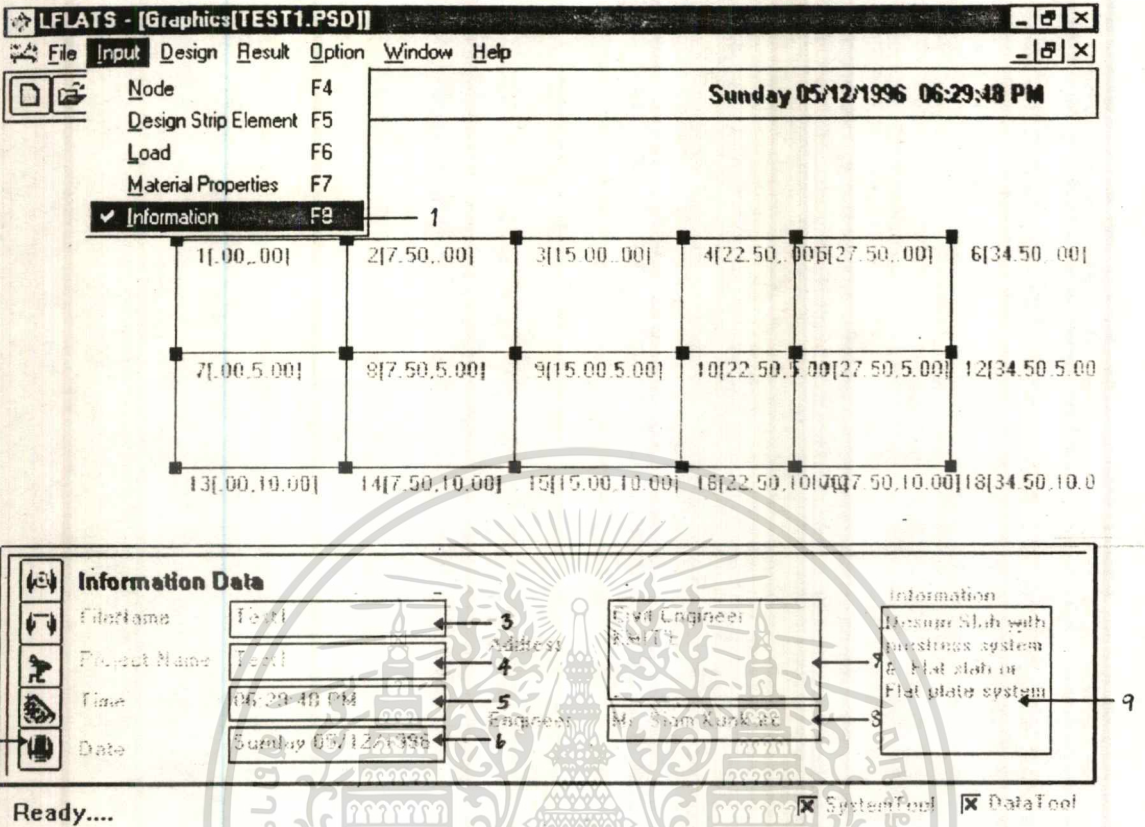 LFLATS - [Graphics[TEST1.PSD]]
File Input Design Result Option Window Help
Node F4
Design Strip Element F5
Load F6
Material Properties F7
✔ Information F8
1
Sunday 05/12/1996 06:29:48 PM
1[.00,.00] 2[7.50,.00] 3[15.00,.00] 4[22.50,.00] [27.50,.00] 6[34.50,.00]
7[.00,5.00] 8[7.50,5.00] 9[15.00,5.00] 10[22.50,5.00] [27.50,5.00] 12[34.50,5.00
13[.00,10.00] 14[7.50,10.00] 15[15.00,10.00] 16[22.50,10 [27.50,10.00] 18[34.50,10.0
Information Data
FileName Test1 3
Project Name Test1 4
Time 06:29:48 PM 5
Date Sunday 05/12/1996 6
Address Civil Engineer
7
Engineer Mr. Siam 8
Information
Design Slab with
prestress system
& Flat slab or
Flat plate system
9
Ready....
SystemTool DataTool